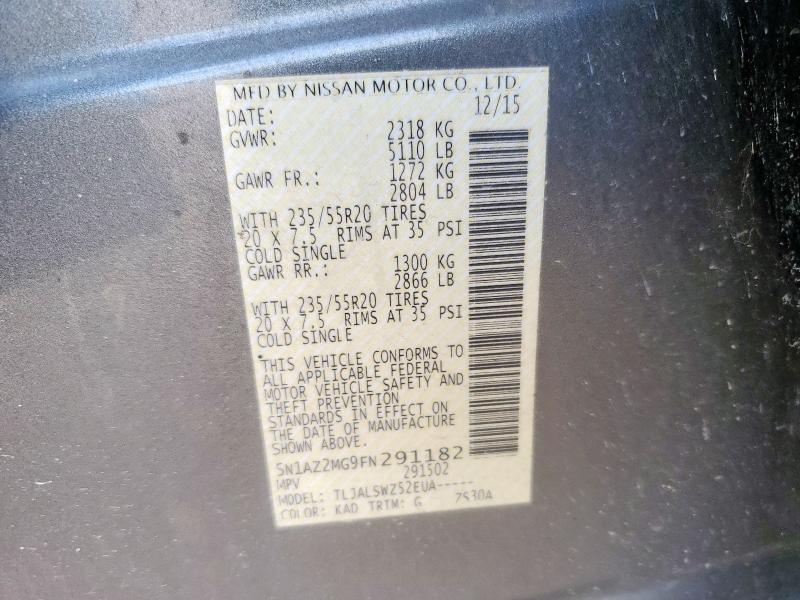 MFD BY NISSAN MOTOR CO., LTD.
DATE: 12/15
GVWR: 2318 KG
5110 LB
GAWR FR.: 1272 KG
2804 LB
WITH 235/55R20 TIRES
20 X 7.5 RIMS AT 35 PSI
COLD SINGLE
GAWR RR.: 1300 KG
2866 LB
WITH 235/55R20 TIRES
20 X 7.5 RIMS AT 35 PSI
COLD SINGLE
THIS VEHICLE CONFORMS TO
ALL APPLICABLE FEDERAL
MOTOR VEHICLE SAFETY AND
THEFT PREVENTION
STANDARDS IN EFFECT ON
THE DATE OF MANUFACTURE
SHOWN ABOVE.
5N1AZ2MG9FN291182
MPV 291502
MODEL: TLJALSWZ52EUA-----
COLOR: KAD TRTM: G 7S30A